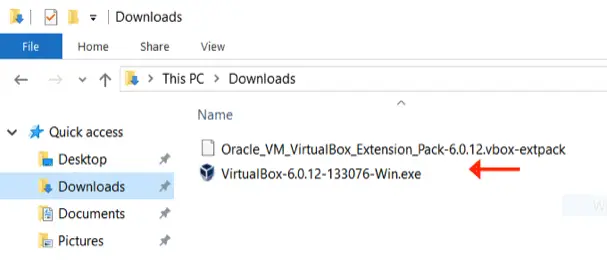 Downloads
File Home Share View
This PC > Downloads
Name
Quick access
Oracle_VM_VirtualBox_Extension_Pack-6.0.12.vbox-extpack
Desktop
VirtualBox-6.0.12-133076-Win.exe
Downloads
Documents
Pictures